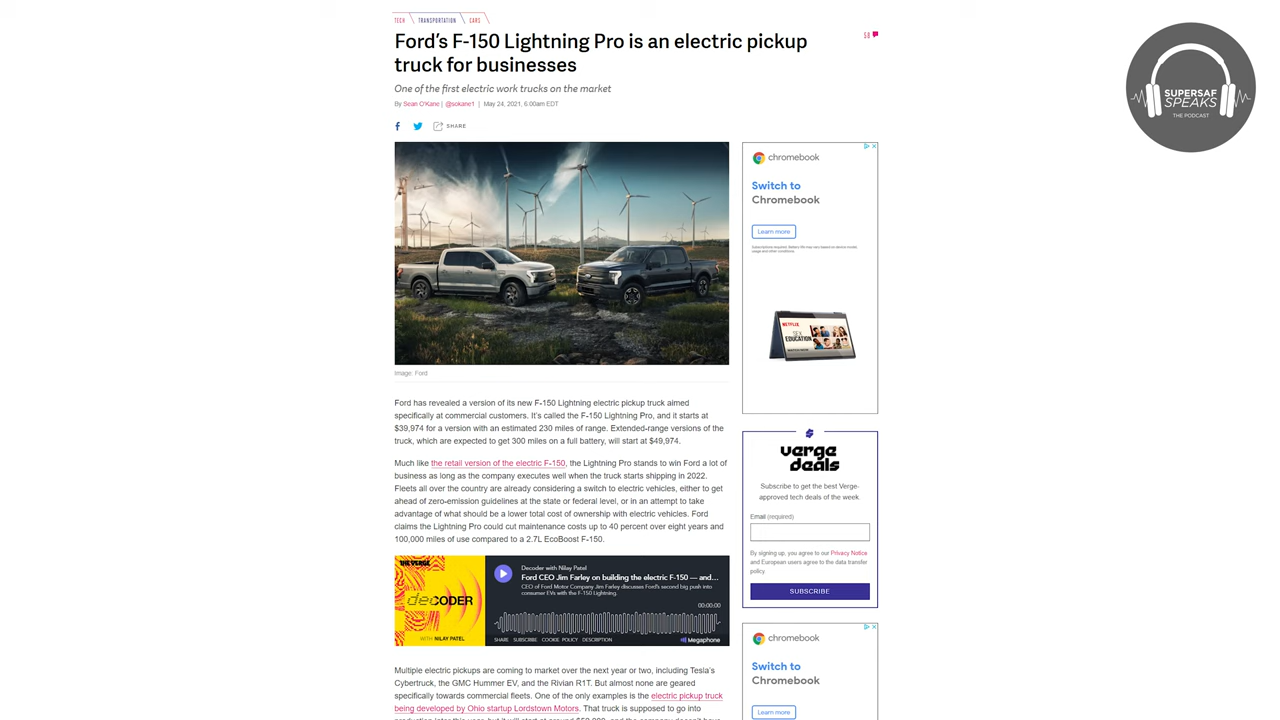 TECH TRANSPORTATION CARS
Ford's F-150 Lightning Pro is an electric pickup
truck for businesses
58
One of the first electric work trucks on the market
By Sean O'Kane | @sokane1 | May 24, 2021, 6:00am EDT
SHARE
SUPERSAF
SPEAKS
THE PODCAST
chromebook
Switch to
Chromebook
Learn more
Subscriptions required. Battery life may vary based on device model,
usage and other conditions.
NETFLIX
SEX
EDUCATION
Image: Ford
Ford has revealed a version of its new F-150 Lightning electric pickup truck aimed
specifically at commercial customers. It's called the F-150 Lightning Pro, and it starts at
$39,974 for a version with an estimated 230 miles of range. Extended-range versions of the
truck, which are expected to get 300 miles on a full battery, will start at $49,974.
Much like the retail version of the electric F-150, the Lightning Pro stands to win Ford a lot of
business as long as the company executes well when the truck starts shipping in 2022.
Fleets all over the country are already considering a switch to electric vehicles, either to get
ahead of zero-emission guidelines at the state or federal level, or in an attempt to take
advantage of what should be a lower total cost of ownership with electric vehicles. Ford
claims the Lightning Pro could cut maintenance costs up to 40 percent over eight years and
100,000 miles of use compared to a 2.7L EcoBoost F-150.
verge
deals
Subscribe to get the best Verge-
approved tech deals of the week.
Email (required)
By signing up, you agree to our Privacy Notice
and European users agree to the data transfer
policy.
SUBSCRIBE
THE VERGE
deCODER
WITH NILAY PATEL
Decoder with Nilay Patel
Ford CEO Jim Farley on building the electric F-150 — and...
CEO of Ford Motor Company Jim Farley discusses Ford's second big push into
consumer EVs with the F-150 Lightning.
00:00:00
SHARE SUBSCRIBE COOKIE POLICY DESCRIPTION
Megaphone
chromebook
Switch to
Chromebook
Learn more
Multiple electric pickups are coming to market over the next year or two, including Tesla's
Cybertruck, the GMC Hummer EV, and the Rivian R1T. But almost none are geared
specifically towards commercial fleets. One of the only examples is the electric pickup truck
being developed by Ohio startup Lordstown Motors. That truck is supposed to go into